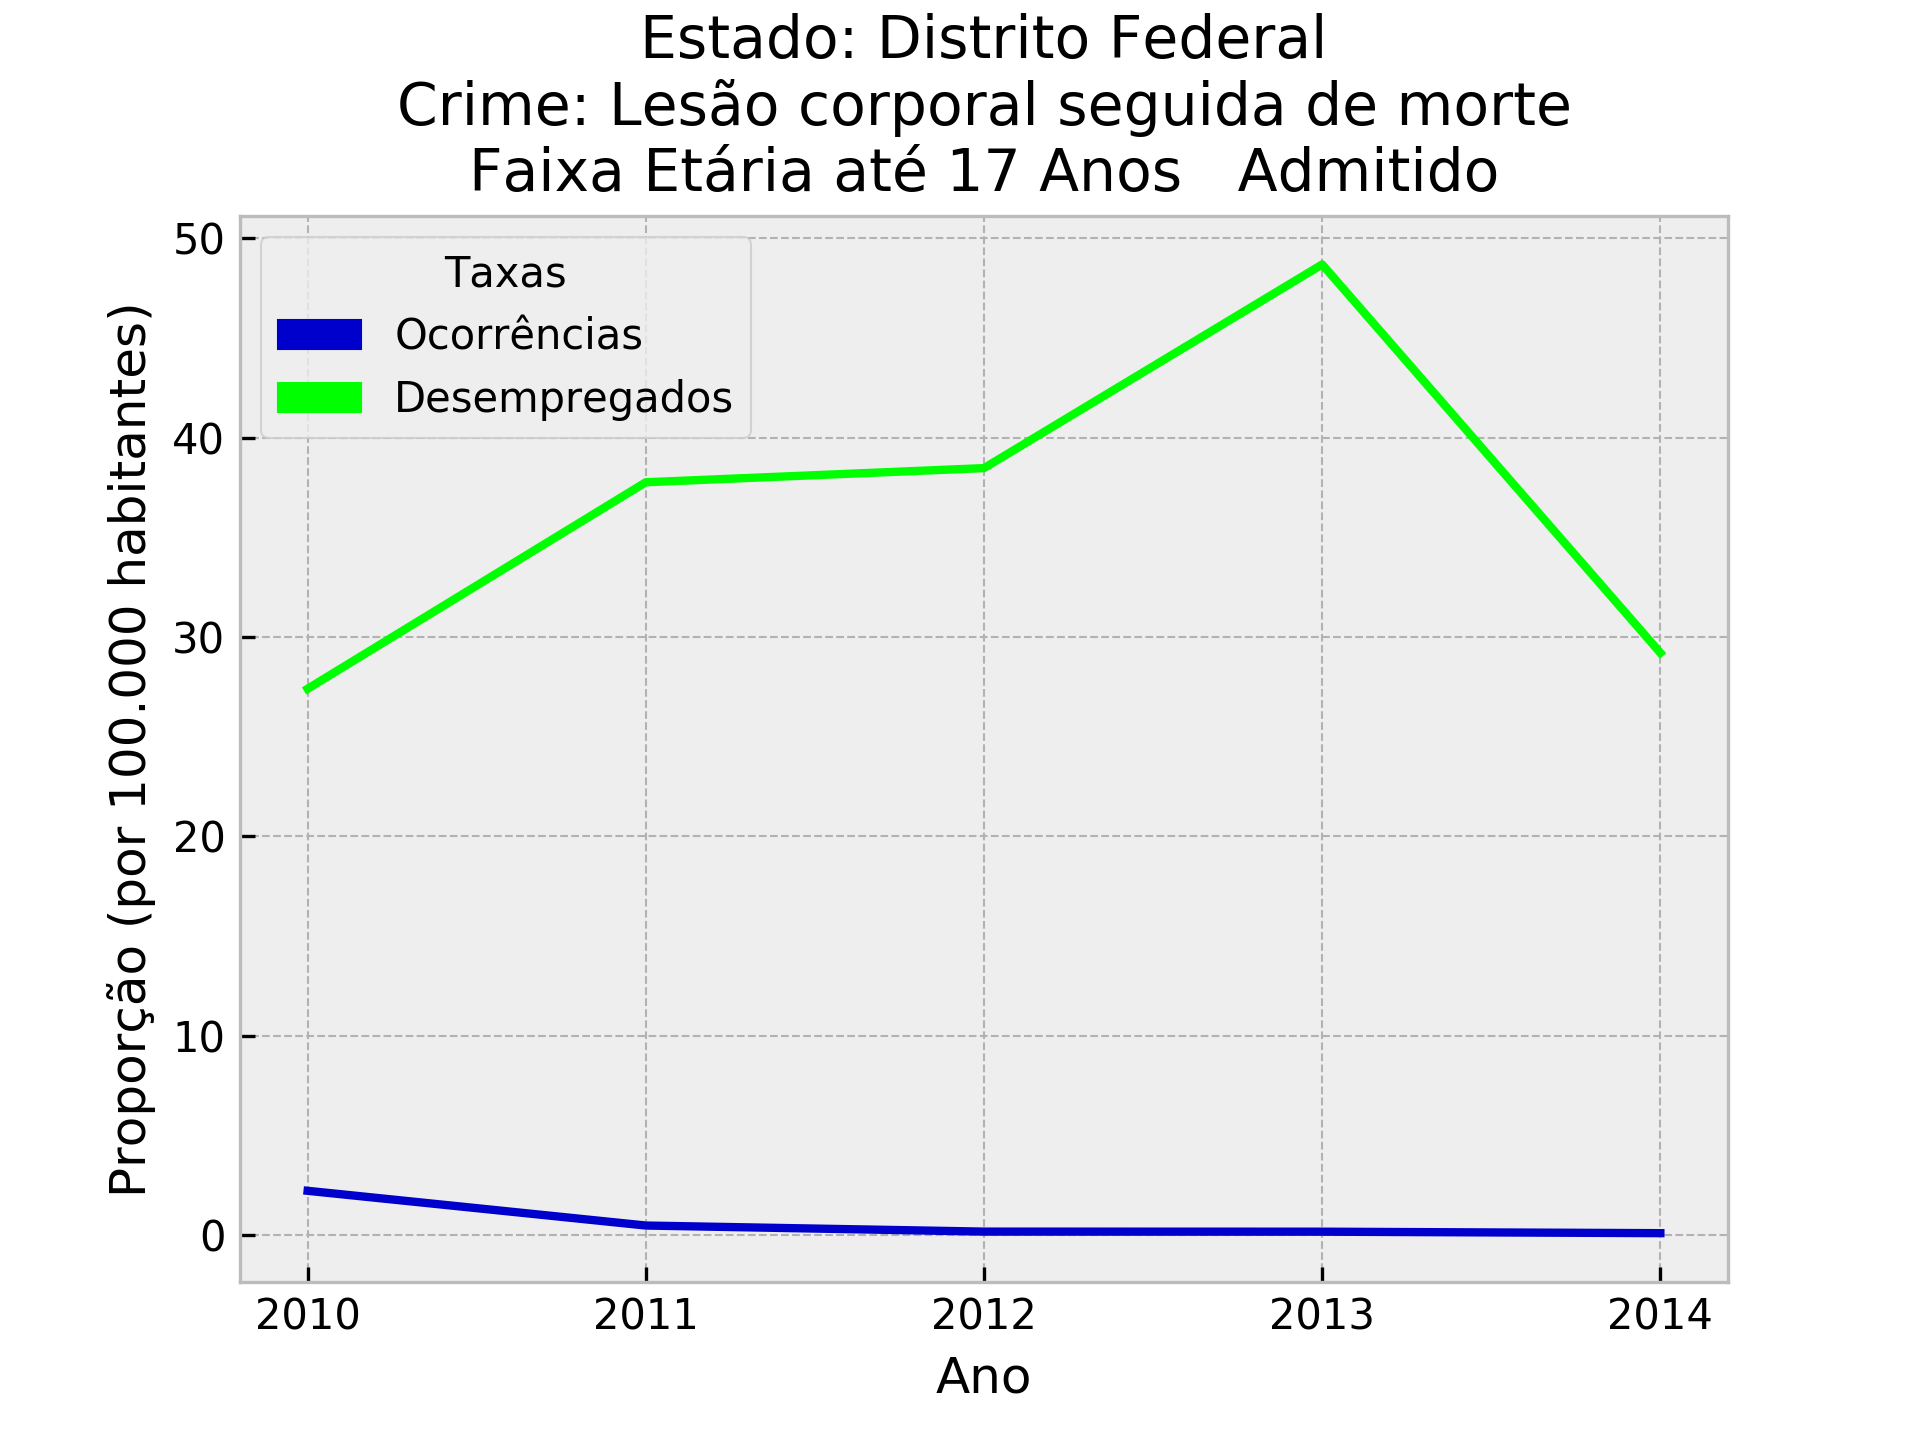 Estado: Distrito Federal
Crime: Lesão corporal seguida de morte
Faixa Etária até 17 Anos   Admitido
Proporção (por 100.000 habitantes)
50
40
30
20
10
0
Taxas
Ocorrências
Desempregados
2010 2011 2012 2013 2014
Ano